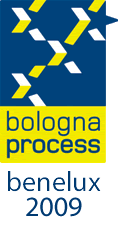 bologna
process
benelux
2009